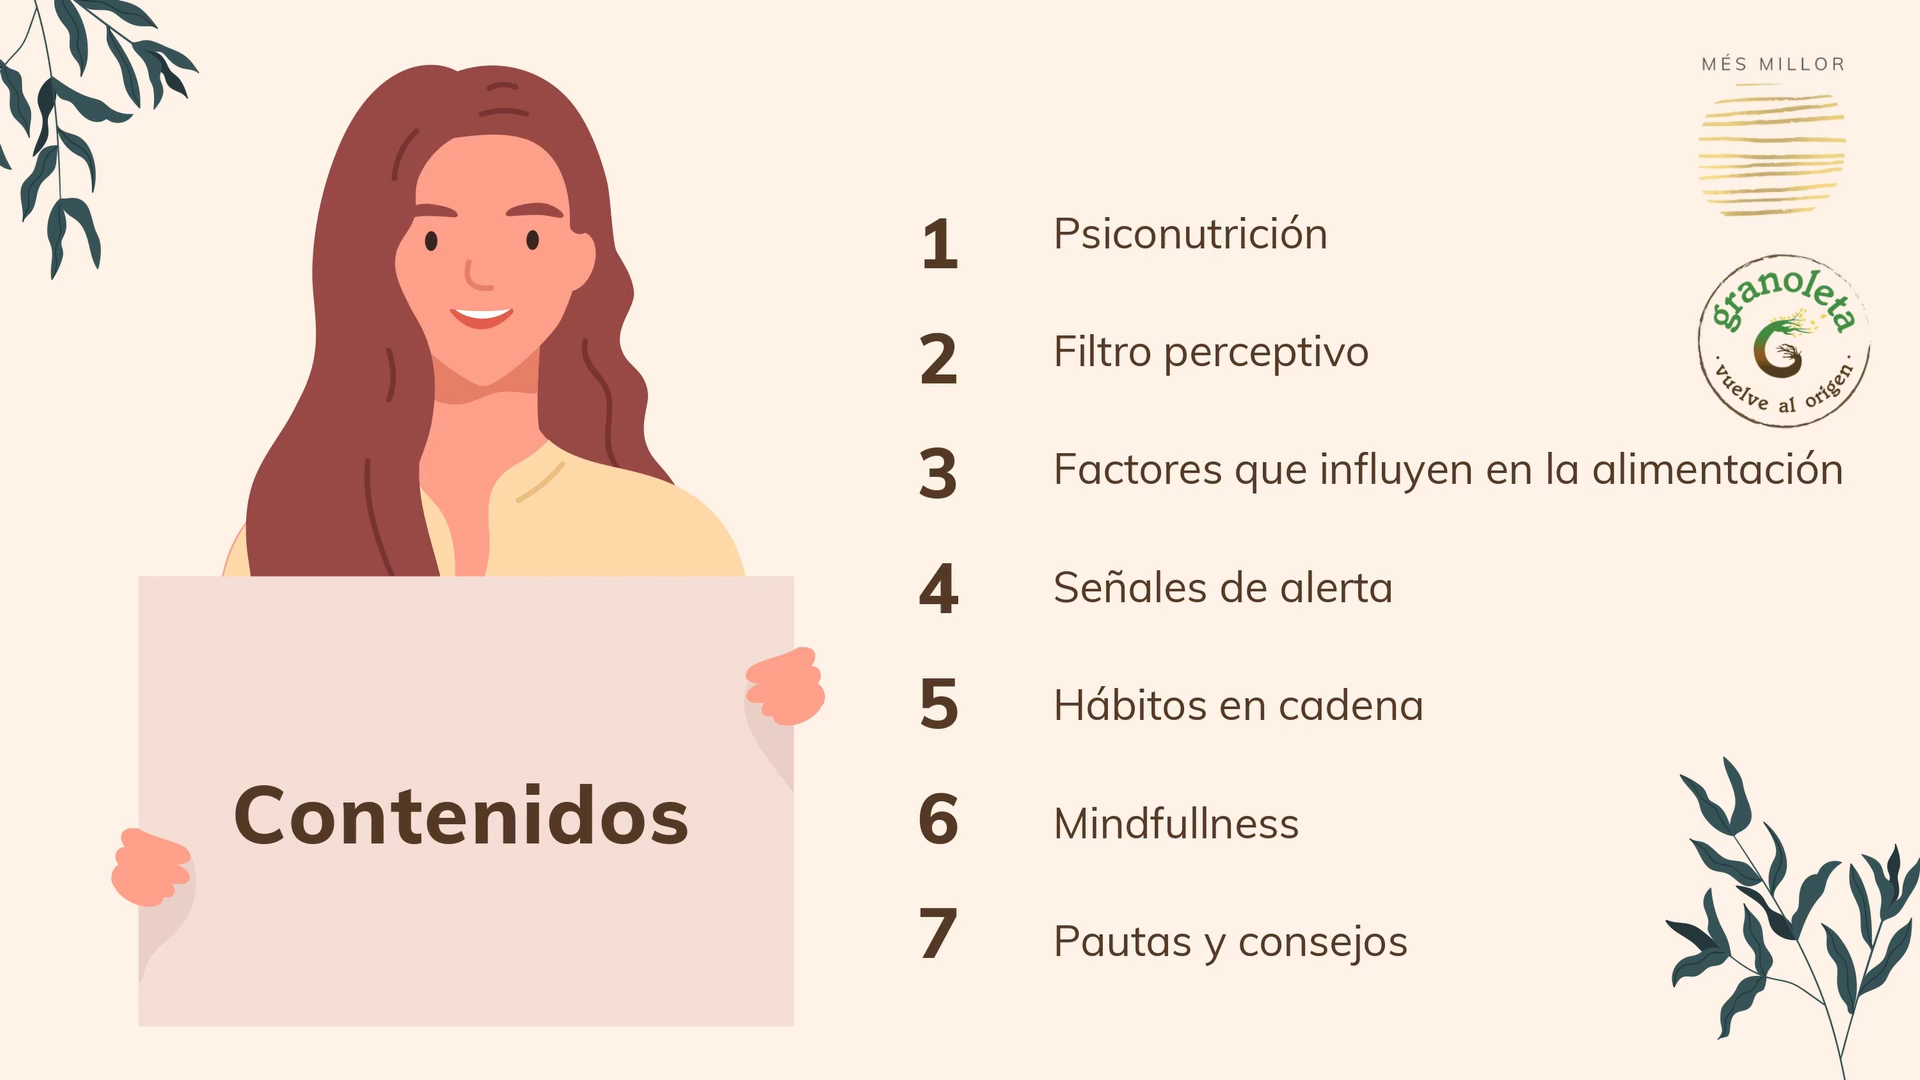 MÉS MILLOR
granoleta
· vuelve al origen ·
Contenidos
1 Psiconutrición
2 Filtro perceptivo
3 Factores que influyen en la alimentación
4 Señales de alerta
5 Hábitos en cadena
6 Mindfullness
7 Pautas y consejos